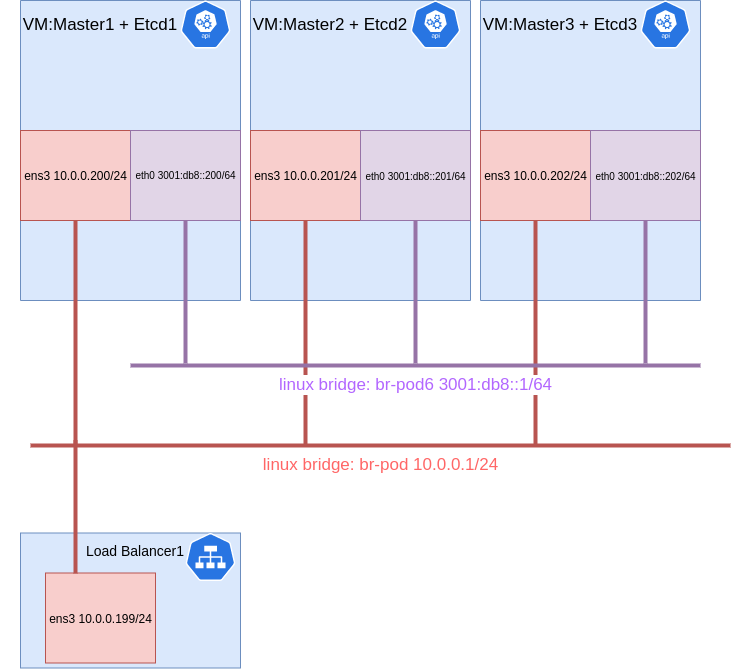 VM:Master1 + Etcd1
api
VM:Master2 + Etcd2
api
VM:Master3 + Etcd3
api
ens3 10.0.0.200/24
eth0 3001:db8::200/64
ens3 10.0.0.201/24
eth0 3001:db8::201/64
ens3 10.0.0.202/24
eth0 3001:db8::202/64
linux bridge: br-pod6 3001:db8::1/64
linux bridge: br-pod 10.0.0.1/24
Load Balancer1
ens3 10.0.0.199/24